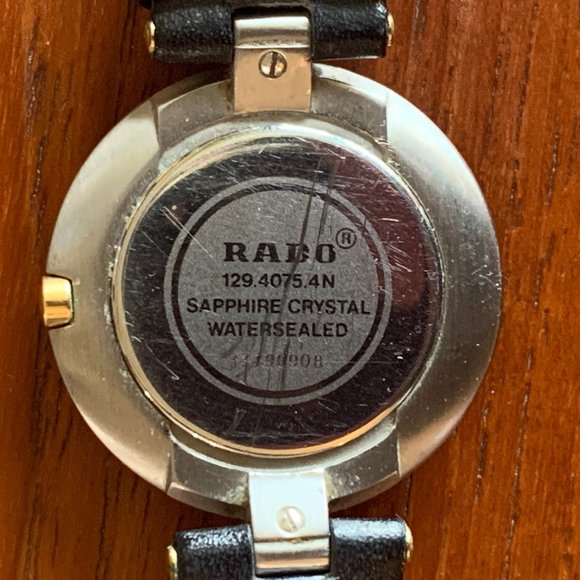 RADO®
129.4075.4N
SAPPHIRE CRYSTAL
WATERSEALED